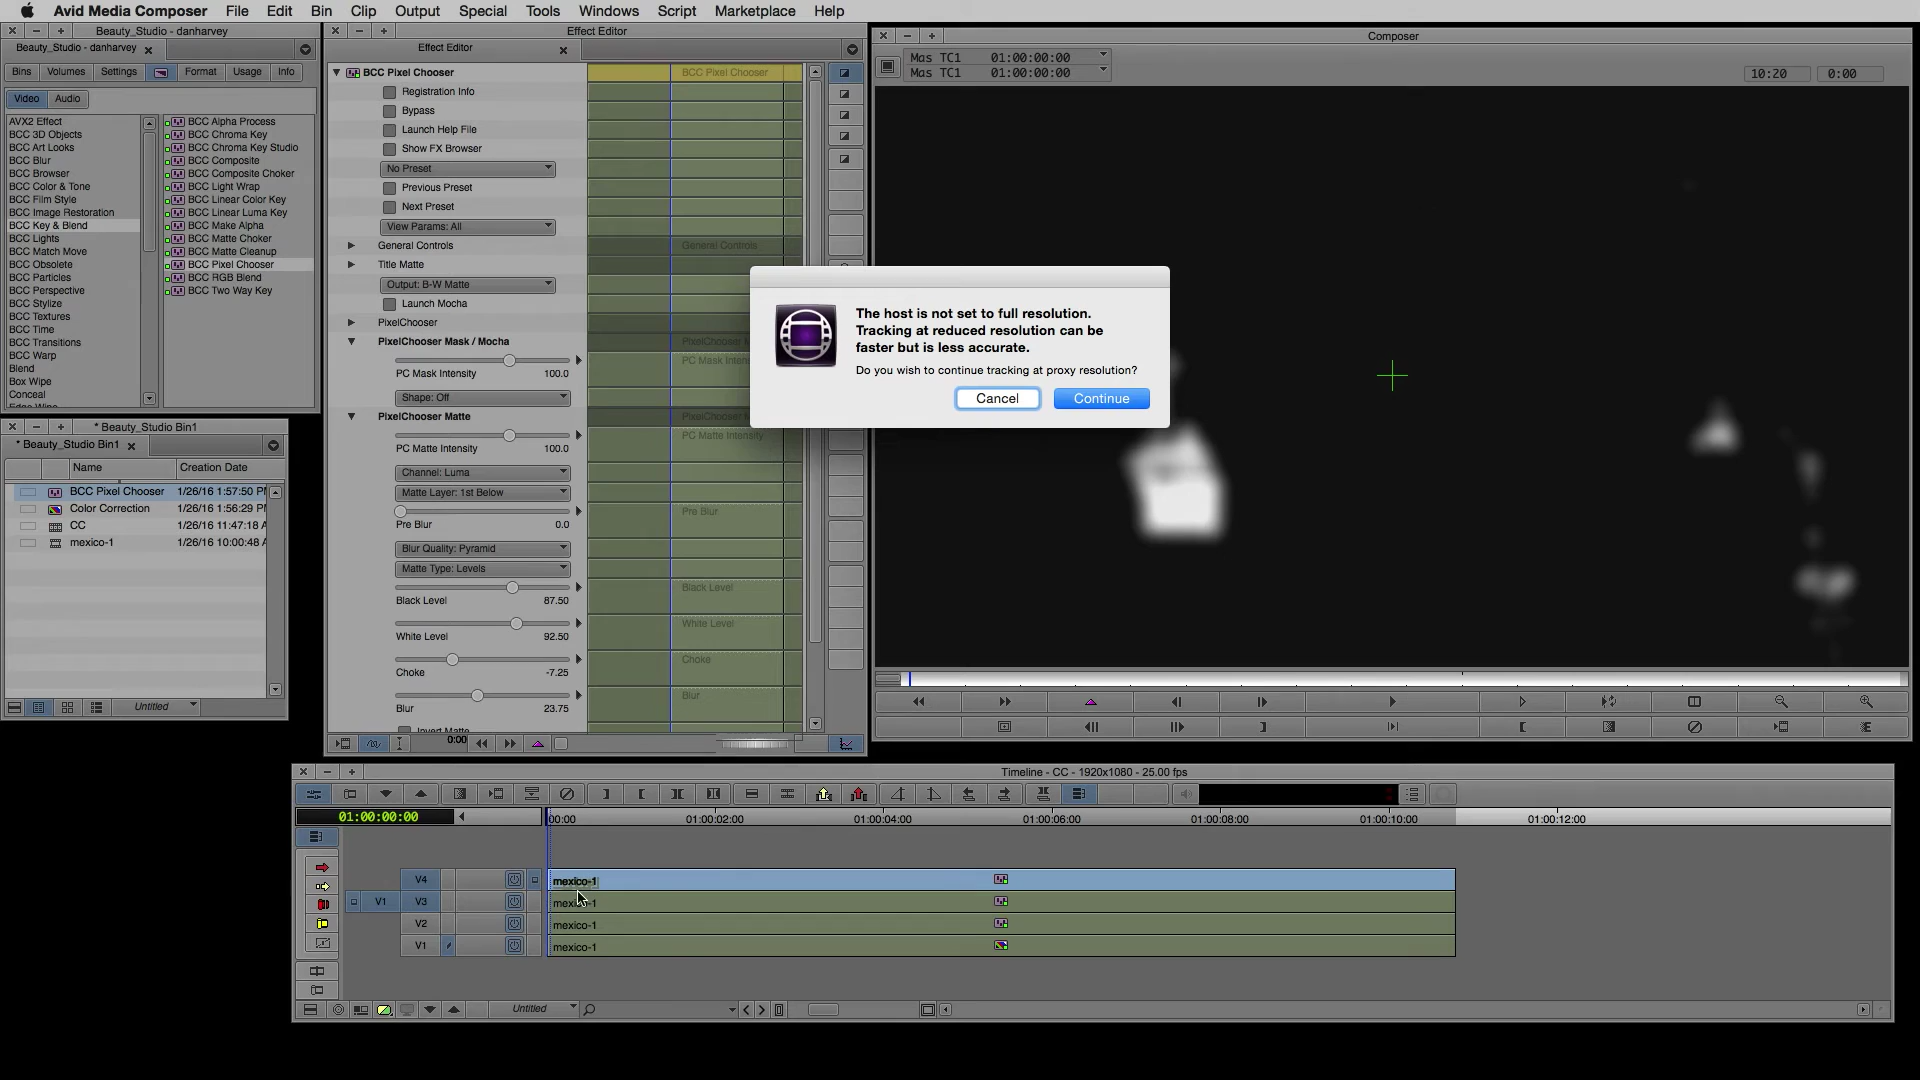 Avid Media Composer File Edit Bin Clip Output Special Tools Windows Script Marketplace Help
Beauty_Studio - danharvey
Beauty_Studio - danharvey
Bins Volumes Settings Format Usage Info
Video Audio
AVX2 Effect
BCC 3D Objects
BCC Art Looks
BCC Blur
BCC Browser
BCC Color & Tone
BCC Film Style
BCC Image Restoration
BCC Key & Blend
BCC Lights
BCC Match Move
BCC Obsolete
BCC Particles
BCC Perspective
BCC Stylize
BCC Textures
BCC Time
BCC Transitions
BCC Warp
Blend
Box Wipe
Conceal
Edge Wipe
BCC Alpha Process
BCC Chroma Key
BCC Chroma Key Studio
BCC Composite
BCC Composite Choker
BCC Light Wrap
BCC Linear Color Key
BCC Linear Luma Key
BCC Make Alpha
BCC Matte Choker
BCC Matte Cleanup
BCC Pixel Chooser
BCC RGB Blend
BCC Two Way Key
* Beauty_Studio Bin1
* Beauty_Studio Bin1
Name Creation Date
BCC Pixel Chooser 1/26/16 1:57:50 P
Color Correction 1/26/16 1:56:29 P
CC 1/26/16 11:47:18 A
mexico-1 1/26/16 10:00:48 A
Untitled
Effect Editor
Effect Editor
BCC Pixel Chooser
BCC Pixel Chooser
Registration Info
Bypass
Launch Help File
Show FX Browser
No Preset
Previous Preset
Next Preset
View Params: All
General Controls
General Controls
Title Matte
Output: B-W Matte
Launch Mocha
PixelChooser
PixelChooser Mask / Mocha
PixelChooser M
PC Mask Intensity 100.0
PC Mask Intens
Shape: Off
PixelChooser Matte
PixelChooser M
PC Matte Intensity 100.0
PC Matte Intensity
Channel: Luma
Matte Layer: 1st Below
Pre Blur 0.0
Pre Blur
Blur Quality: Pyramid
Matte Type: Levels
Black Level 87.50
Black Level
White Level 92.50
White Level
Choke -7.25
Choke
Blur 23.75
Blur
Invert Matte
0:00
Composer
Mas TC1 01:00:00:00
Mas TC1 01:00:00:00
10:20 0:00
The host is not set to full resolution.
Tracking at reduced resolution can be
faster but is less accurate.
Do you wish to continue tracking at proxy resolution?
Cancel Continue
Timeline - CC - 1920x1080 - 25.00 fps
01:00:00:00
00:00 01:00:02:00 01:00:04:00 01:00:06:00 01:00:08:00 01:00:10:00 01:00:12:00
V4 mexico-1
V1 V3 mexico-1
V2 mexico-1
V1 mexico-1
Untitled